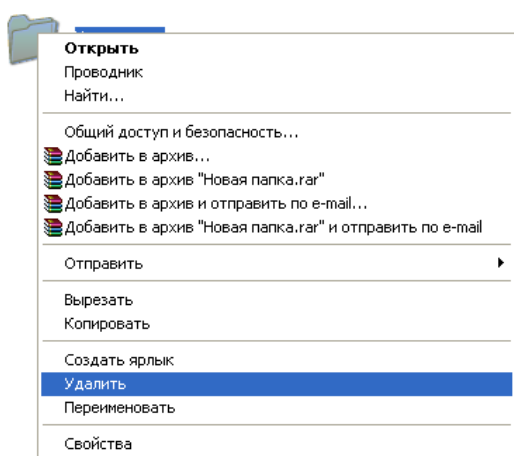 Открыть
Проводник
Найти...
Общий доступ и безопасность...
Добавить в архив...
Добавить в архив "Новая папка.rar"
Добавить в архив и отправить по e-mail...
Добавить в архив "Новая папка.rar" и отправить по e-mail
Отправить
Вырезать
Копировать
Создать ярлык
Удалить
Переименовать
Свойства